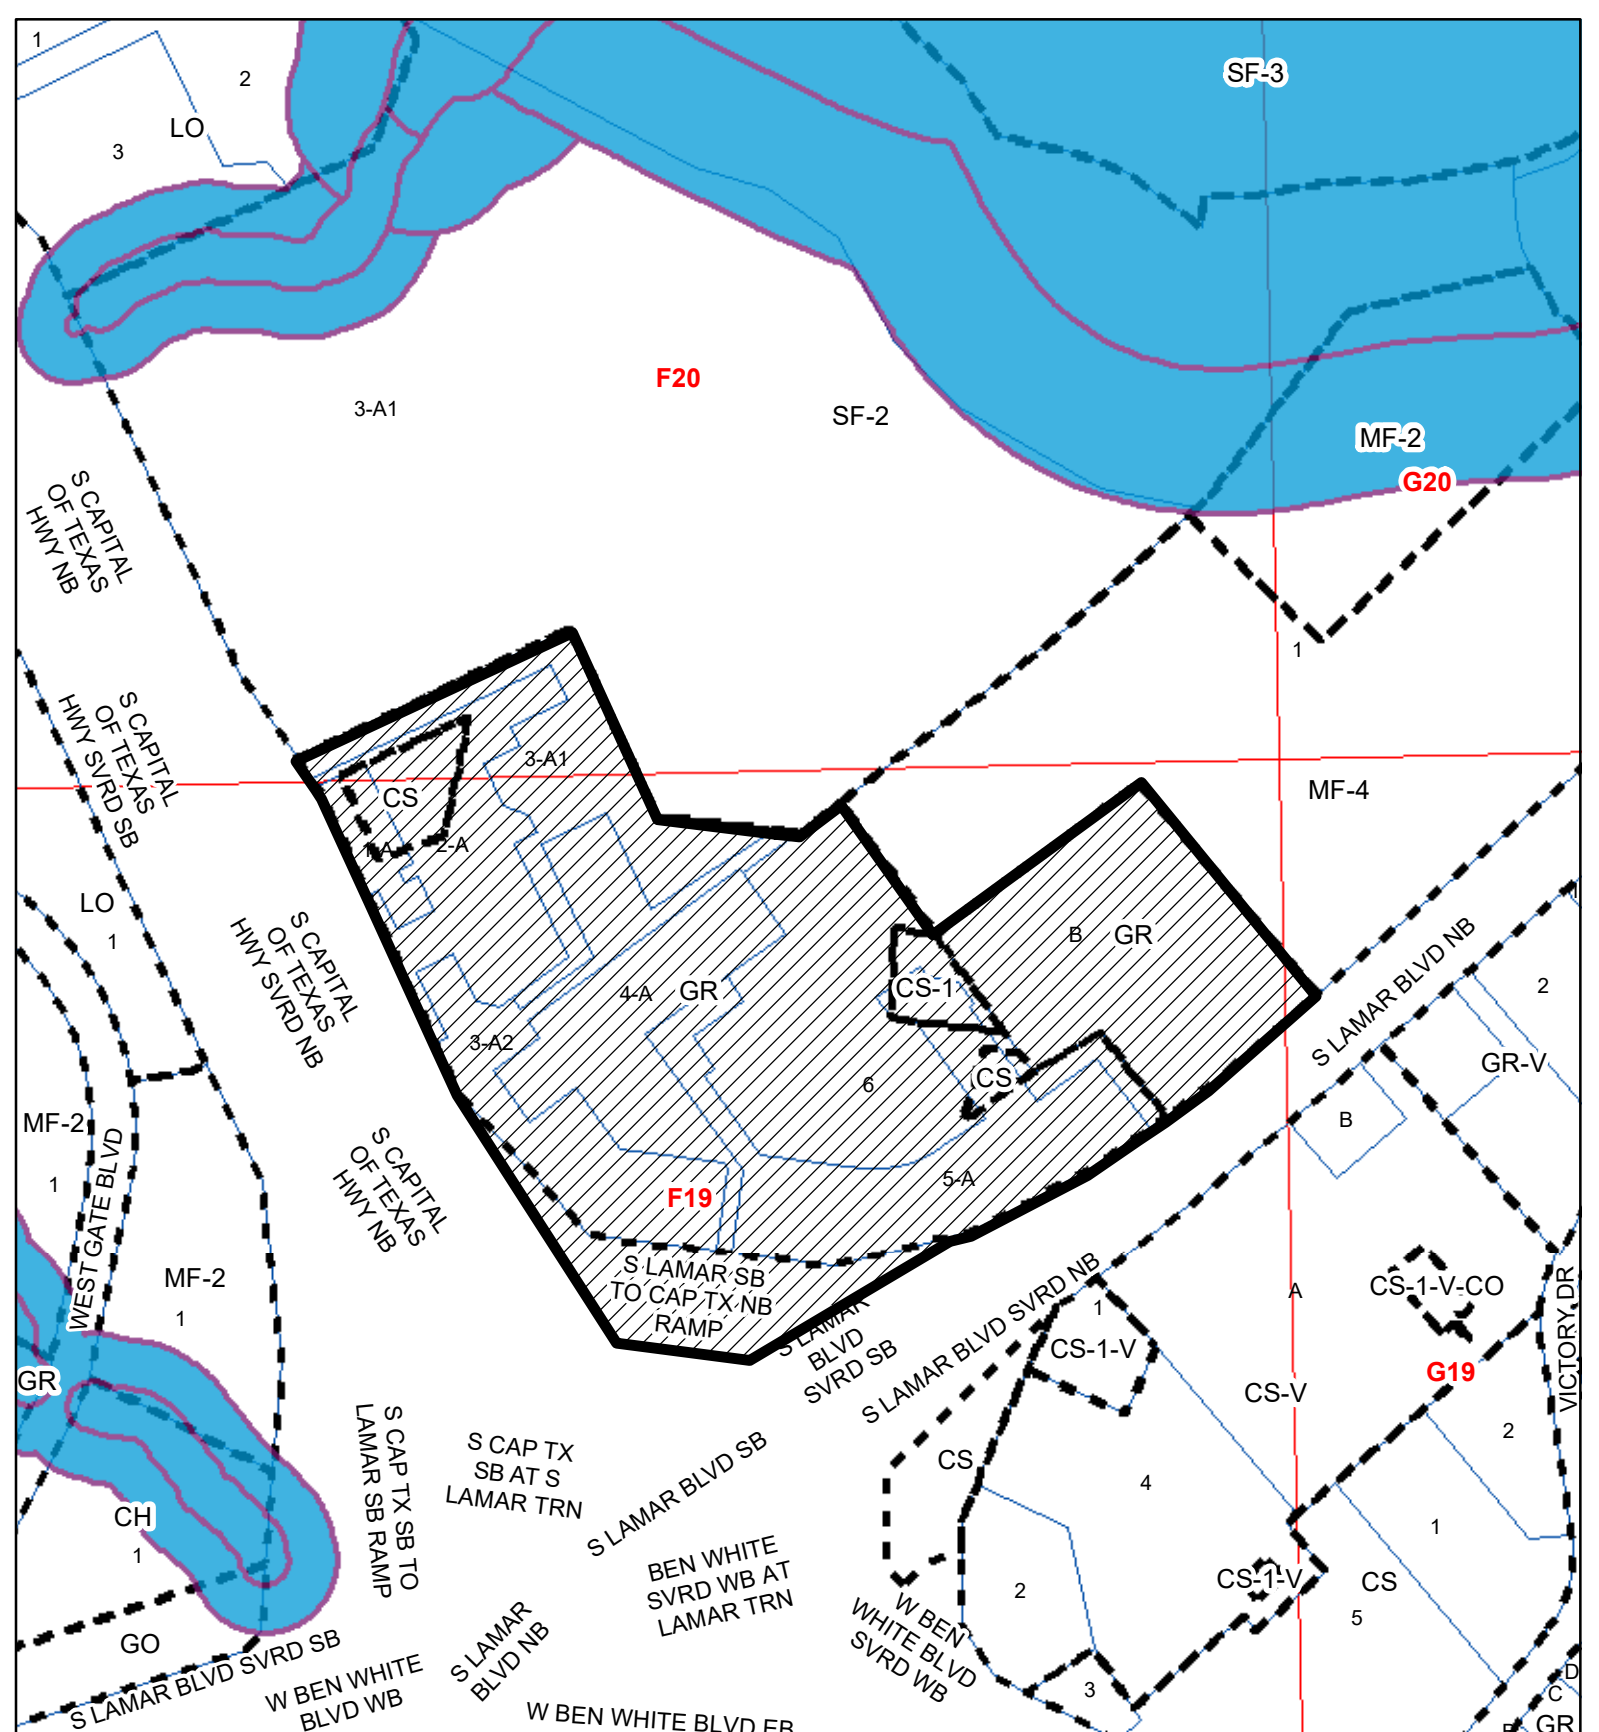 1
2
SF-3
LO
3
F20
3-A1
SF-2
MF-2
G20
S CAPITAL
OF TEXAS
HWY NB
1
S CAPITAL
OF TEXAS
HWY SVRD SB
3-A1
CS
MF-4
1-A
2-A
LO
1
S CAPITAL
OF TEXAS
HWY SVRD NB
B
GR
S LAMAR BLVD NB
2
CS-1
4-A
GR
3-A2
GR-V
CS
6
B
MF-2
WEST GATE BLVD
1
S CAPITAL
OF TEXAS
HWY NB
5-A
F19
MF-2
1
S LAMAR SB
TO CAP TX NB
RAMP
S LAMAR
BLVD
SVRD SB
S LAMAR BLVD SVRD NB
1
CS-1-V
A
CS-1-V-CO
VICTORY DR
GR
G19
CS-V
S CAP TX SB TO
LAMAR SB RAMP
S CAP TX
SB AT S
LAMAR TRN
S LAMAR BLVD SB
CS
2
4
CH
1
1
BEN WHITE
SVRD WB AT
LAMAR TRN
CS-1-V
CS
2
5
W BEN
WHITE BLVD
SVRD WB
GO
S LAMAR BLVD SVRD SB
S LAMAR
BLVD NB
W BEN WHITE
BLVD WB
3
D
C
GR
W BEN WHITE BLVD EB